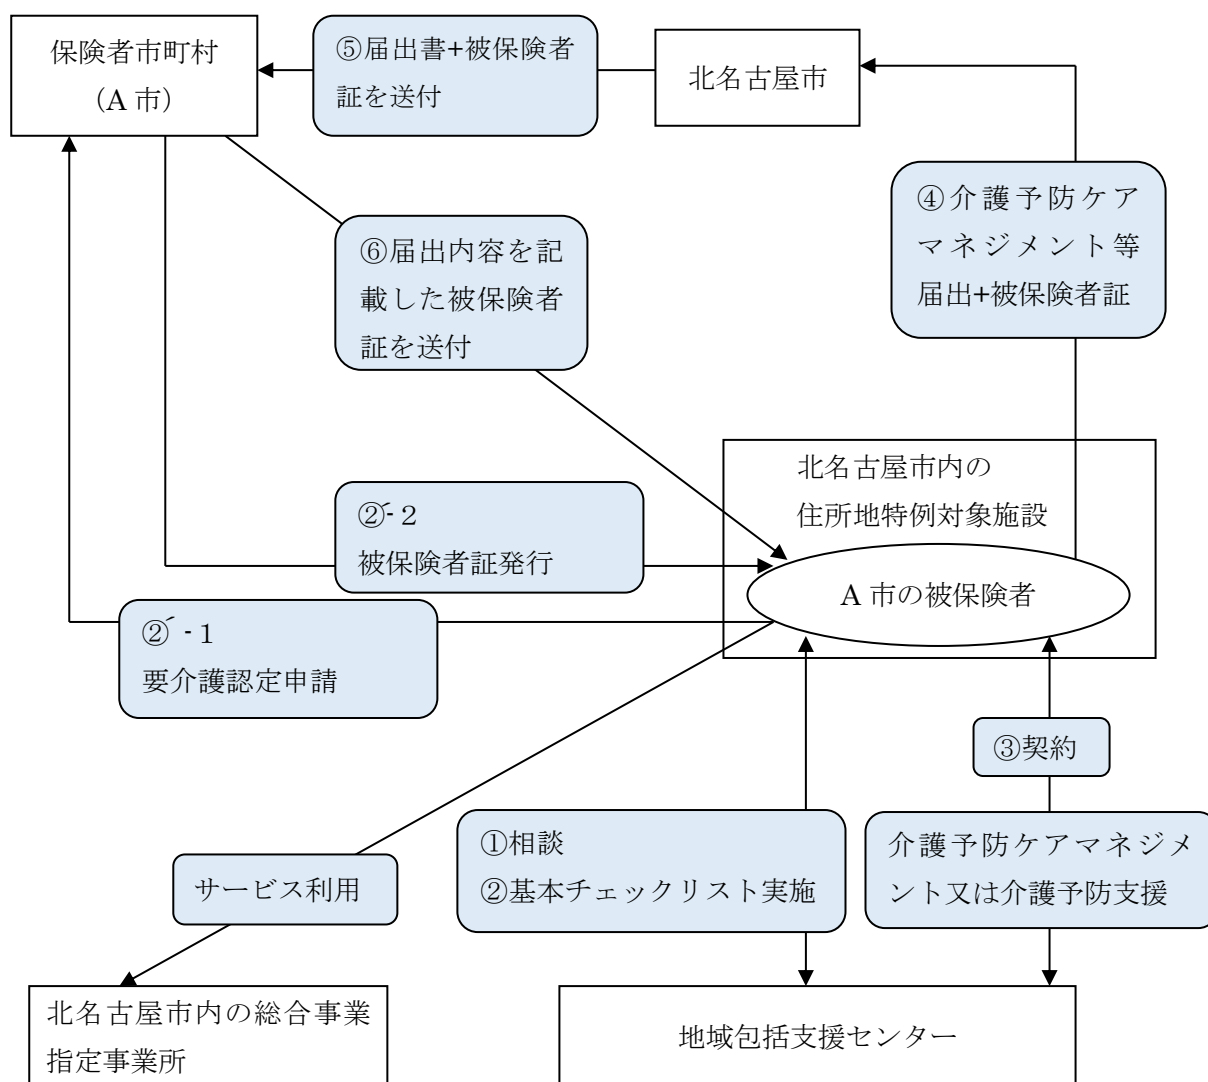 保険者市町村
（A 市）
⑤届出書+被保険者
証を送付
北名古屋市
④介護予防ケア
マネジメント等
届出+被保険者証
⑥届出内容を記
載した被保険者
証を送付
北名古屋市内の
住所地特例対象施設
②´-２
被保険者証発行
A 市の被保険者
②´-１
要介護認定申請
③契約
①相談
②基本チェックリスト実施
介護予防ケアマネジメ
ント又は介護予防支援
サービス利用
北名古屋市内の総合事業
指定事業所
地域包括支援センター